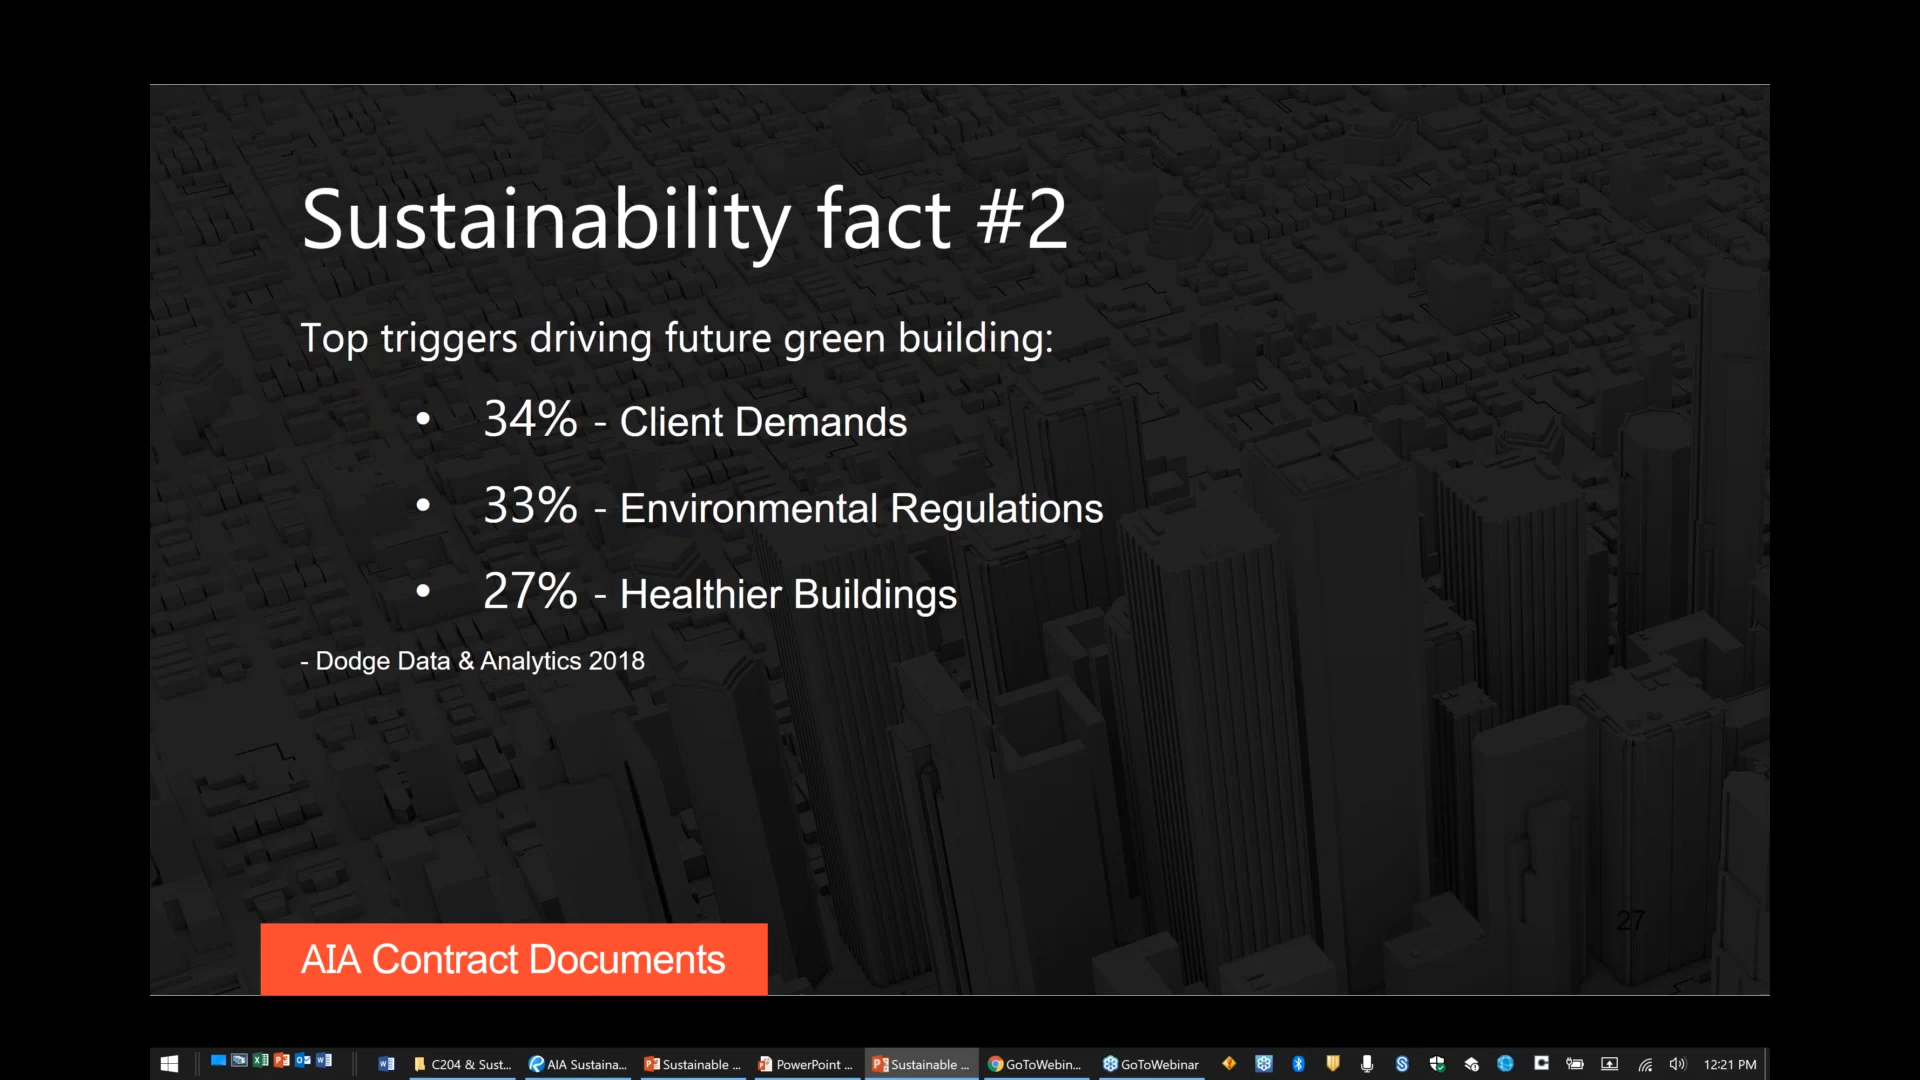 Sustainability fact #2
Top triggers driving future green building:
• 34% - Client Demands
• 33% - Environmental Regulations
• 27% - Healthier Buildings
- Dodge Data & Analytics 2018
27
AIA Contract Documents
C204 & Sust... AIA Sustaina... Sustainable ... PowerPoint ... Sustainable ... GoToWebin... GoToWebinar 12:21 PM